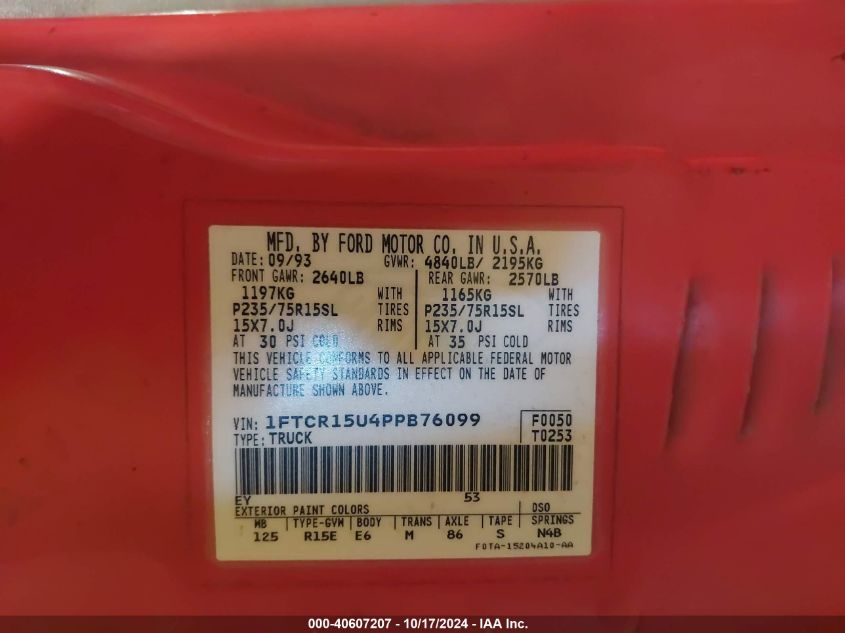 MFD. BY FORD MOTOR CO. IN U.S.A.
DATE: 09/93 GVWR: 4840LB/ 2195KG
FRONT GAWR: 2640LB REAR GAWR: 2570LB
1197KG WITH 1165KG WITH
P235/75R15SL TIRES P235/75R15SL TIRES
15X7.0J RIMS 15X7.0J RIMS
AT 30 PSI COLD AT 35 PSI COLD
THIS VEHICLE CONFORMS TO ALL APPLICABLE FEDERAL MOTOR
VEHICLE SAFETY STANDARDS IN EFFECT ON THE DATE OF
MANUFACTURE SHOWN ABOVE.
VIN: 1FTCR15U4PPB76099 F0050
TYPE: TRUCK T0253
EY 53
EXTERIOR PAINT COLORS DSO
WB TYPE-GVW BODY TRANS AXLE TAPE SPRINGS
125 R15E E6 M 86 S N4B
F0TA-15204A10-AA
000-40607207 - 10/17/2024 - IAA Inc.